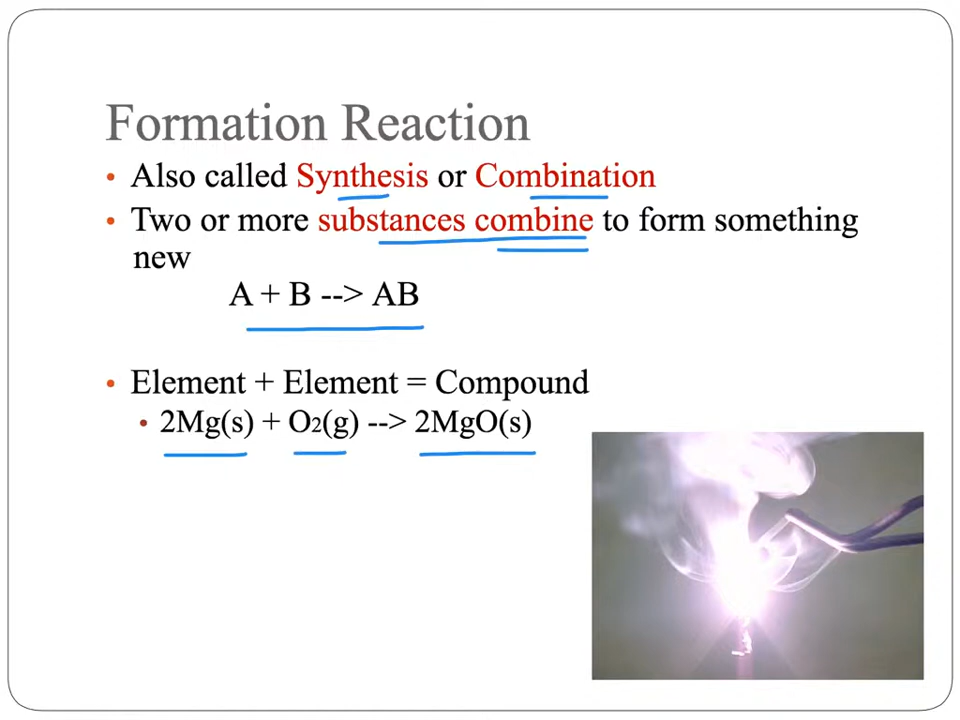 Formation Reaction
• Also called Synthesis or Combination
• Two or more substances combine to form something
new
A + B --> AB
• Element + Element = Compound
• 2Mg(s) + O2(g) --> 2MgO(s)